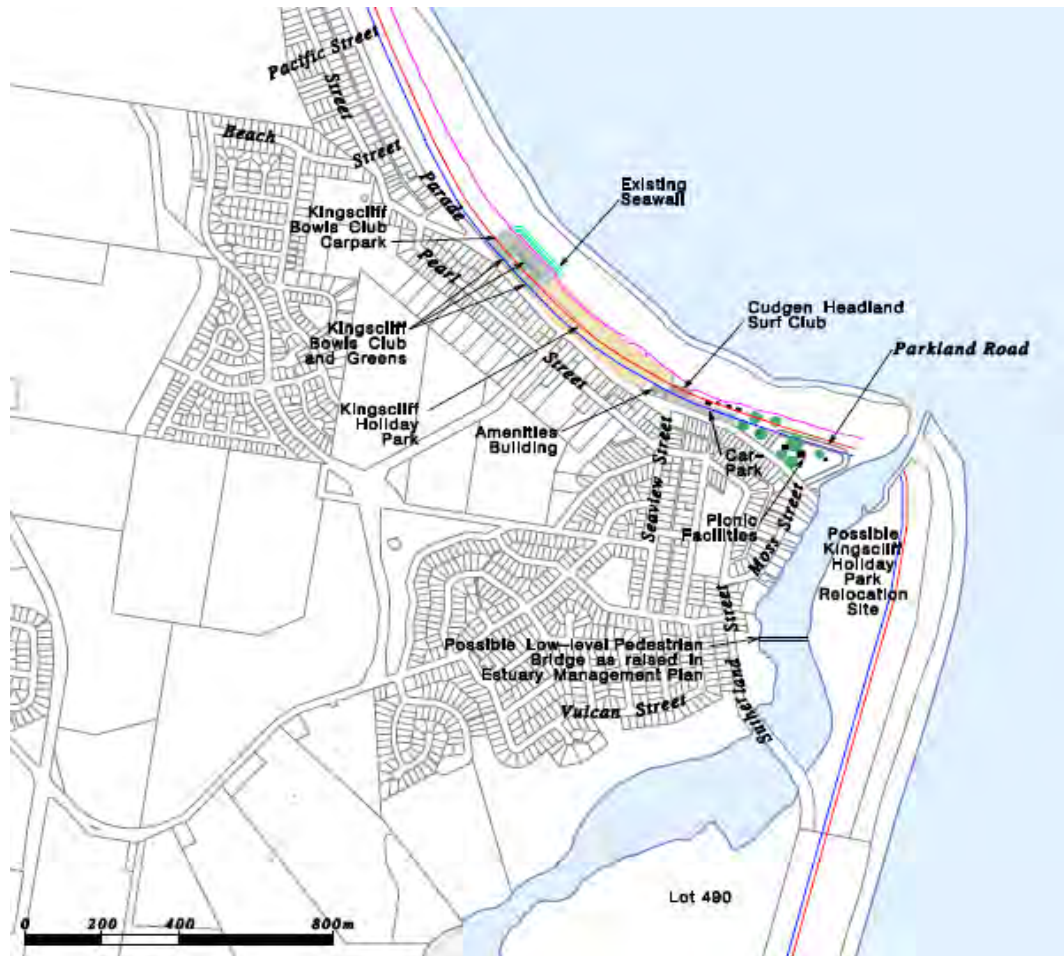 Pacific Street
Street
Beach
Street
Parade
Existing
Seawall
Kingscliff
Bowls Club
Carpark
Pearl
Cudgen Headland
Surf Club
Kingscliff
Bowls Club
and Greens
Parkland Road
Street
Kingscliff
Holiday
Park
Amenities
Building
Seaview Street
Car-
Park
Picnic
Facilities
Moss Street
Possible
Kingscliff
Holiday
Park
Relocation
Site
Possible Low-level Pedestrian
Bridge as raised in
Estuary Management Plan
Sutherland Street
Vulcan Street
Lot 490
0 200 400 800m